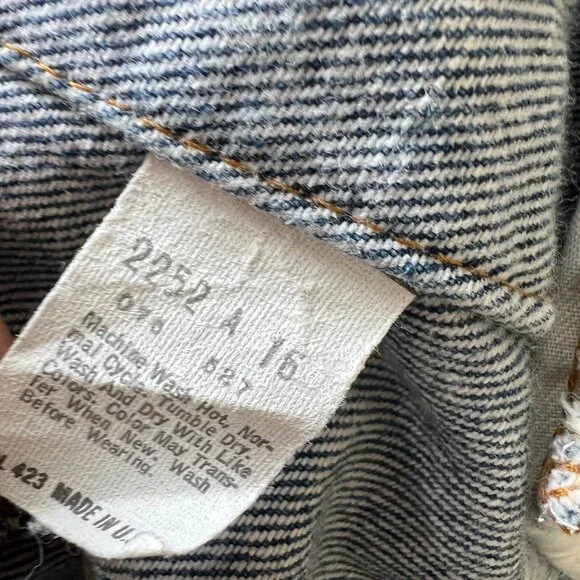 2252 A 16
076 527
Machine Wash Hot, Nor-
mal Cycle. Tumble Dry.
Wash And Dry With Like
Colors. Color May Trans-
fer When New. Wash
Before Wearing.
423 MADE IN U.